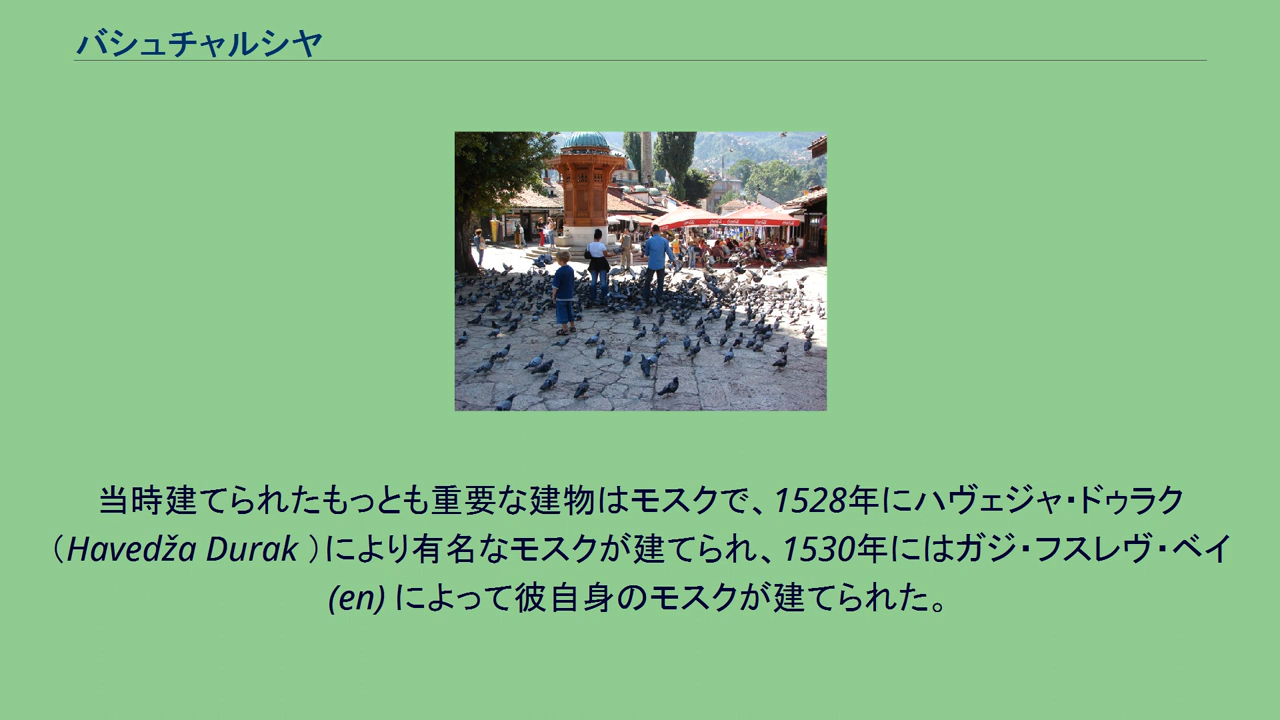 バシュチャルシヤ
当時建てられたもっとも重要な建物はモスクで、1528年にハヴェジャ・ドゥラク
（Havedža Durak ）により有名なモスクが建てられ、1530年にはガジ・フスレヴ・ベイ
(en) によって彼自身のモスクが建てられた。